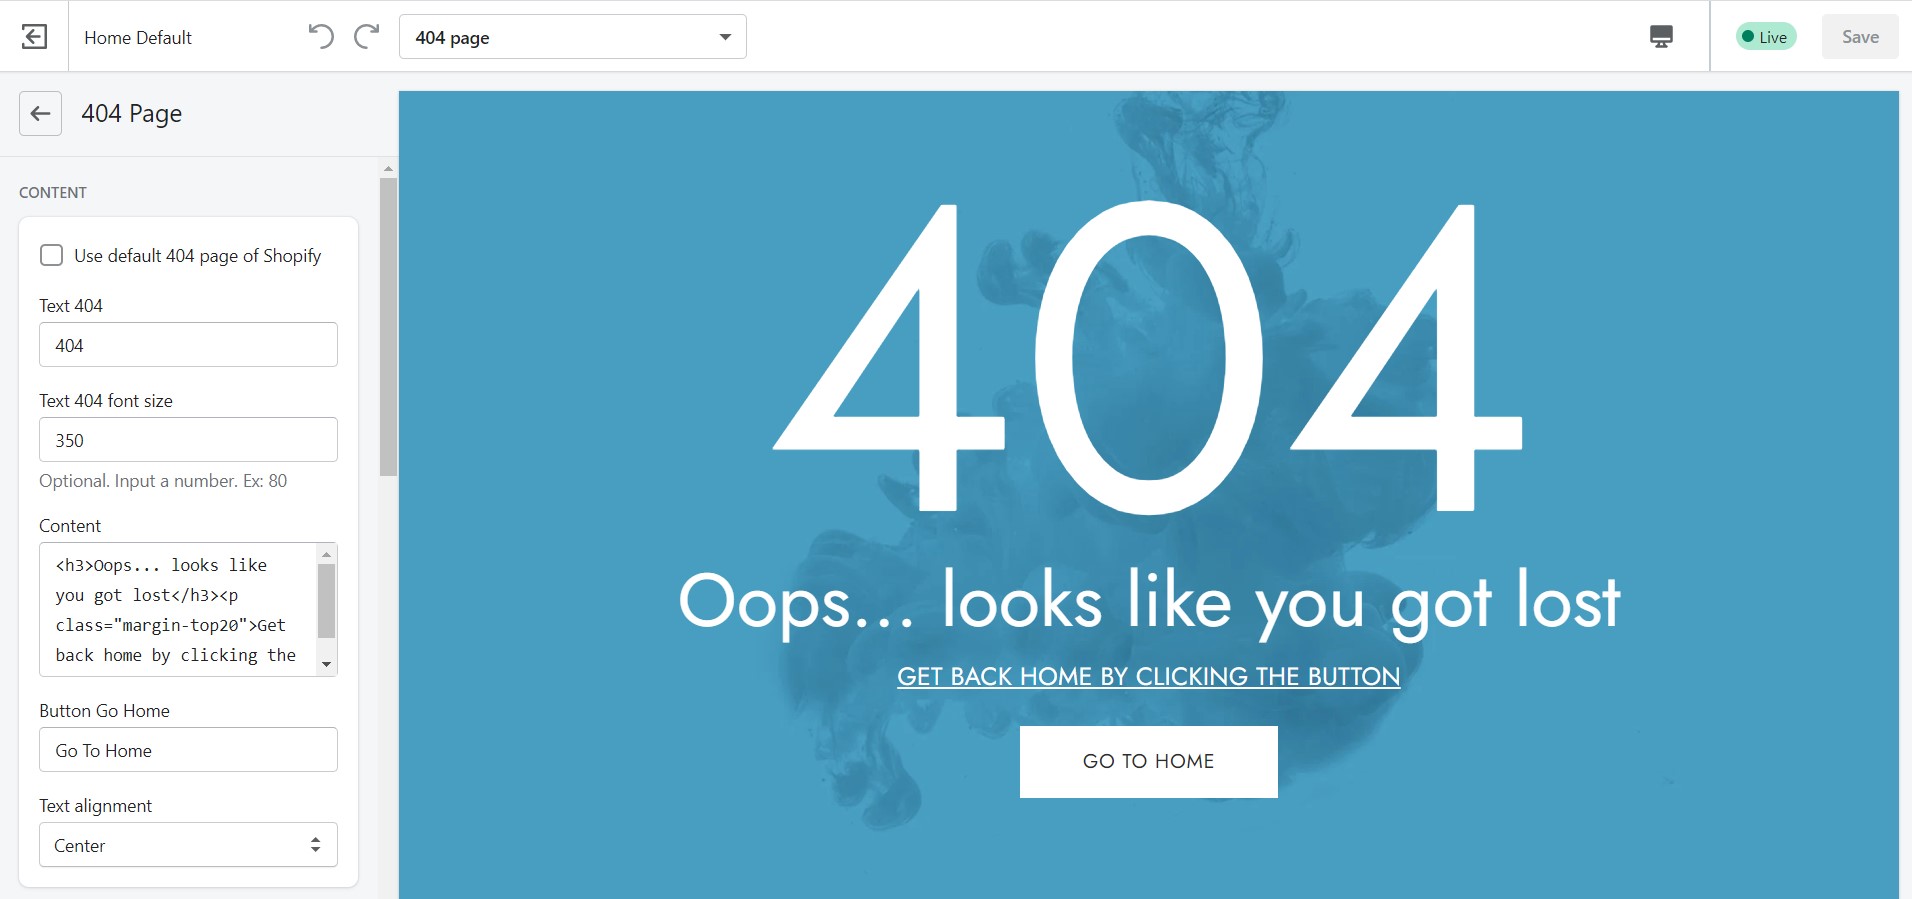 Home Default
404 page
Live
Save
404 Page
CONTENT
Use default 404 page of Shopify
Text 404
404
Text 404 font size
350
Optional. Input a number. Ex: 80
Content
<h3>Oops... looks like
you got lost</h3><p
class="margin-top20">Get
back home by clicking the
Button Go Home
Go To Home
Text alignment
Center
404
Oops... looks like you got lost
GET BACK HOME BY CLICKING THE BUTTON
GO TO HOME